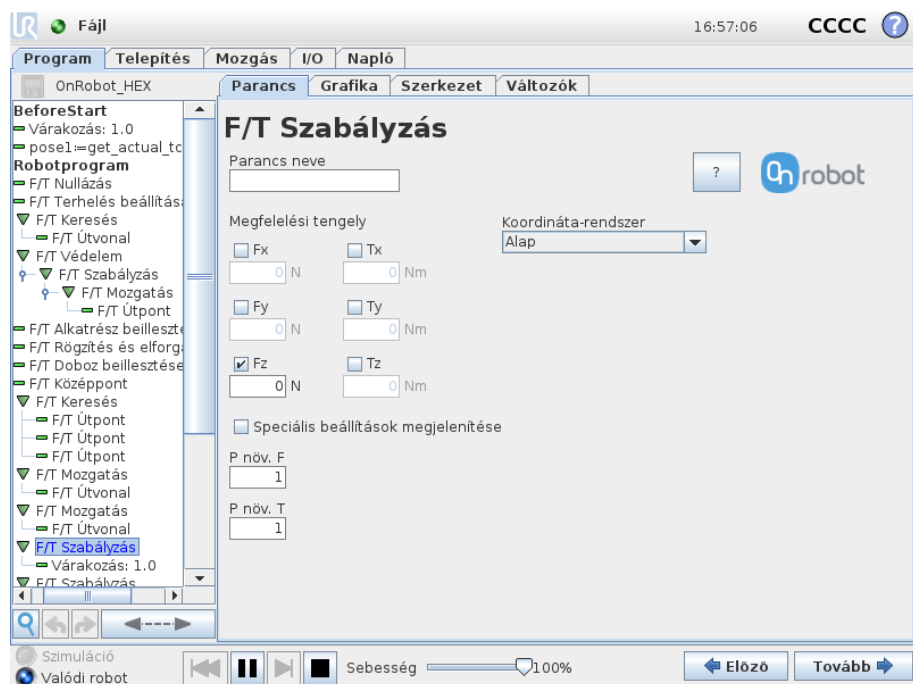 Fájl
16:57:06
CCCC
?
Program Telepítés Mozgás I/O Napló
OnRobot_HEX
Parancs Grafika Szerkezet Változók
BeforeStart
Várakozás: 1.0
pose1:=get_actual_tc
Robotprogram
F/T Nullázás
F/T Terhelés beállítás
F/T Keresés
F/T Útvonal
F/T Védelem
F/T Szabályzás
F/T Mozgatás
F/T Útpont
F/T Alkatrész beilleszté
F/T Rögzítés és elforg
F/T Doboz beillesztése
F/T Középpont
F/T Keresés
F/T Útpont
F/T Útpont
F/T Útpont
F/T Mozgatás
F/T Útvonal
F/T Mozgatás
F/T Útvonal
F/T Szabályzás
Várakozás: 1.0
F/T Szabályzás
F/T Szabályzás
Parancs neve
?
On robot
Megfelelési tengely
Koordináta-rendszer
Alap
Fx Tx
0 N 0 Nm
Fy Ty
0 N 0 Nm
Fz Tz
0 N 0 Nm
Speciális beállítások megjelenítése
P növ. F
1
P növ. T
1
Szimuláció
Valódi robot
Sebesség 100%
Előző
Tovább